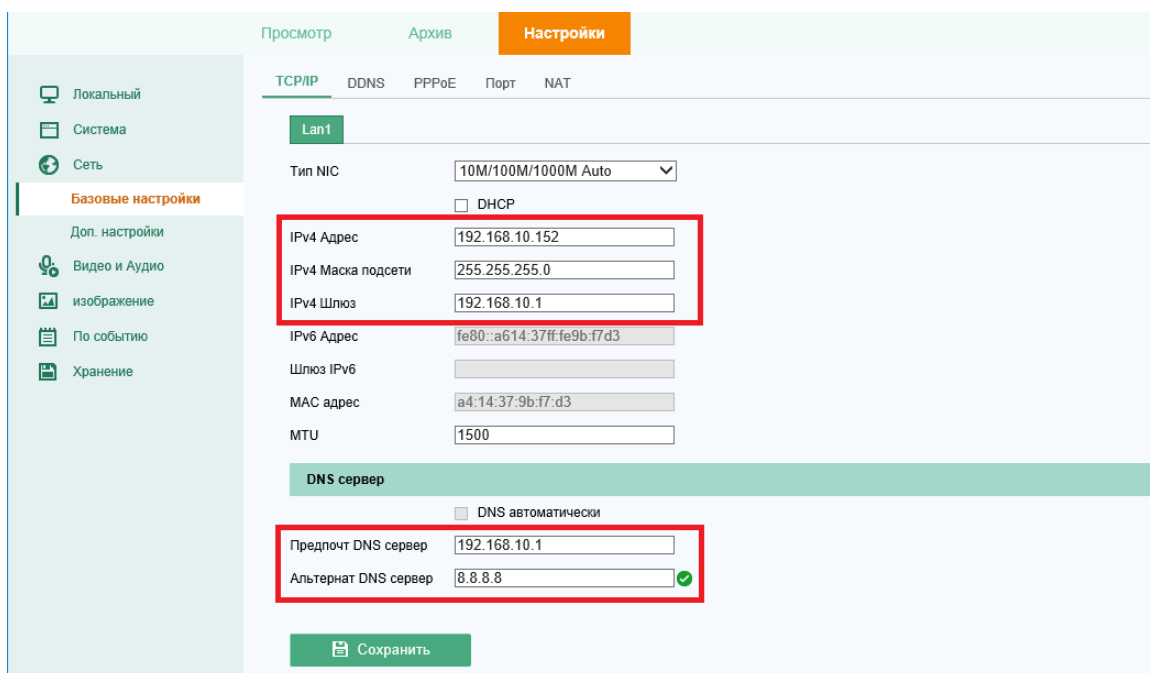 Просмотр Архив Настройки
TCP/IP DDNS PPPoE Порт NAT
Локальный
Система
Сеть
Базовые настройки
Доп. настройки
Видео и Аудио
изображение
По событию
Хранение
Lan1
Тип NIC 10M/100M/1000M Auto
DHCP
IPv4 Адрес 192.168.10.152
IPv4 Маска подсети 255.255.255.0
IPv4 Шлюз 192.168.10.1
IPv6 Адрес fe80::a614:37ff:fe9b:f7d3
Шлюз IPv6
МАС адрес a4:14:37:9b:f7:d3
MTU 1500
DNS сервер
DNS автоматически
Предпочт DNS сервер 192.168.10.1
Альтернат DNS сервер 8.8.8.8
Сохранить